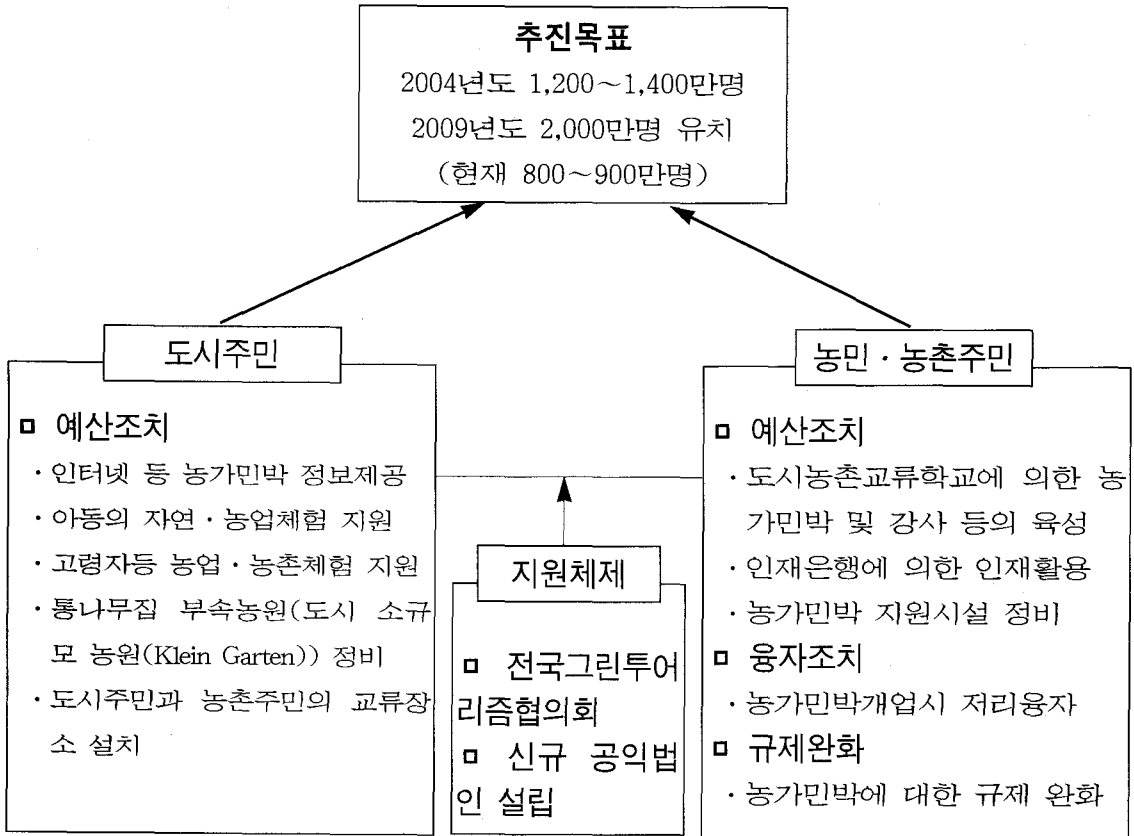 추진목표
2004년도 1,200~1,400만명
2009년도 2,000만명 유치
(현재 800~900만명)
도시주민
▫ 예산조치
·인터넷 등 농가민박 정보제공
·아동의 자연·농업체험 지원
·고령자등 농업·농촌체험 지원
·통나무집 부속농원(도시 소규
모 농원(Klein Garten)) 정비
·도시주민과 농촌주민의 교류장
소 설치
지원체제
▫ 전국그린투어
리즘협의회
▫ 신규 공익법
인 설립
농민·농촌주민
▫ 예산조치
·도시농촌교류학교에 의한 농
가민박 및 강사 등의 육성
·인재은행에 의한 인재활용
·농가민박 지원시설 정비
▫ 융자조치
·농가민박개업시 저리융자
▫ 규제완화
·농가민박에 대한 규제 완화